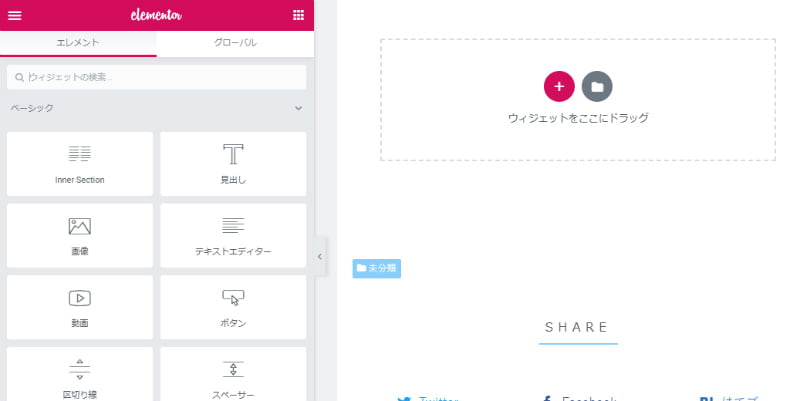 elementor
エレメント
グローバル
ウィジェットの検索...
ベーシック
Inner Section
見出し
画像
テキストエディター
動画
ボタン
区切り線
スペーサー
ウィジェットをここにドラッグ
未分類
SHARE
Twitter
Facebook
B! はてブ